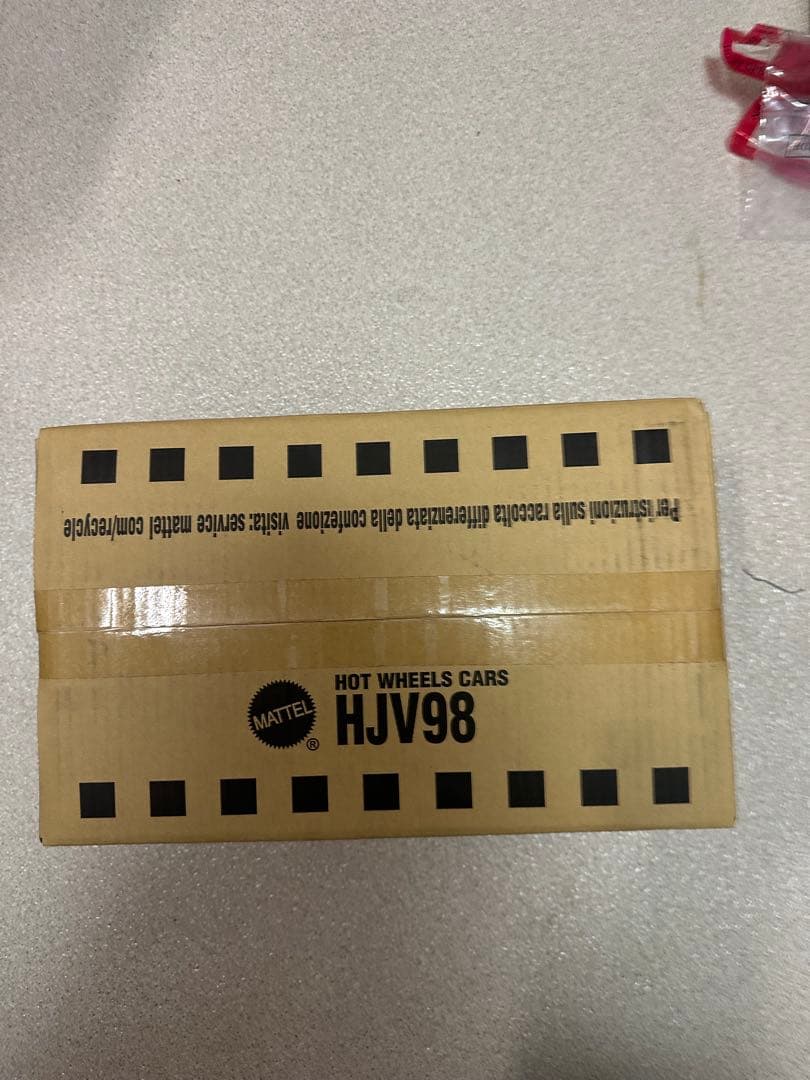 Per istruzioni sulla raccolta differenziata della confezione visita: service mattel com/recycle
HOT WHEELS CARS
MATTEL
®
HJV98